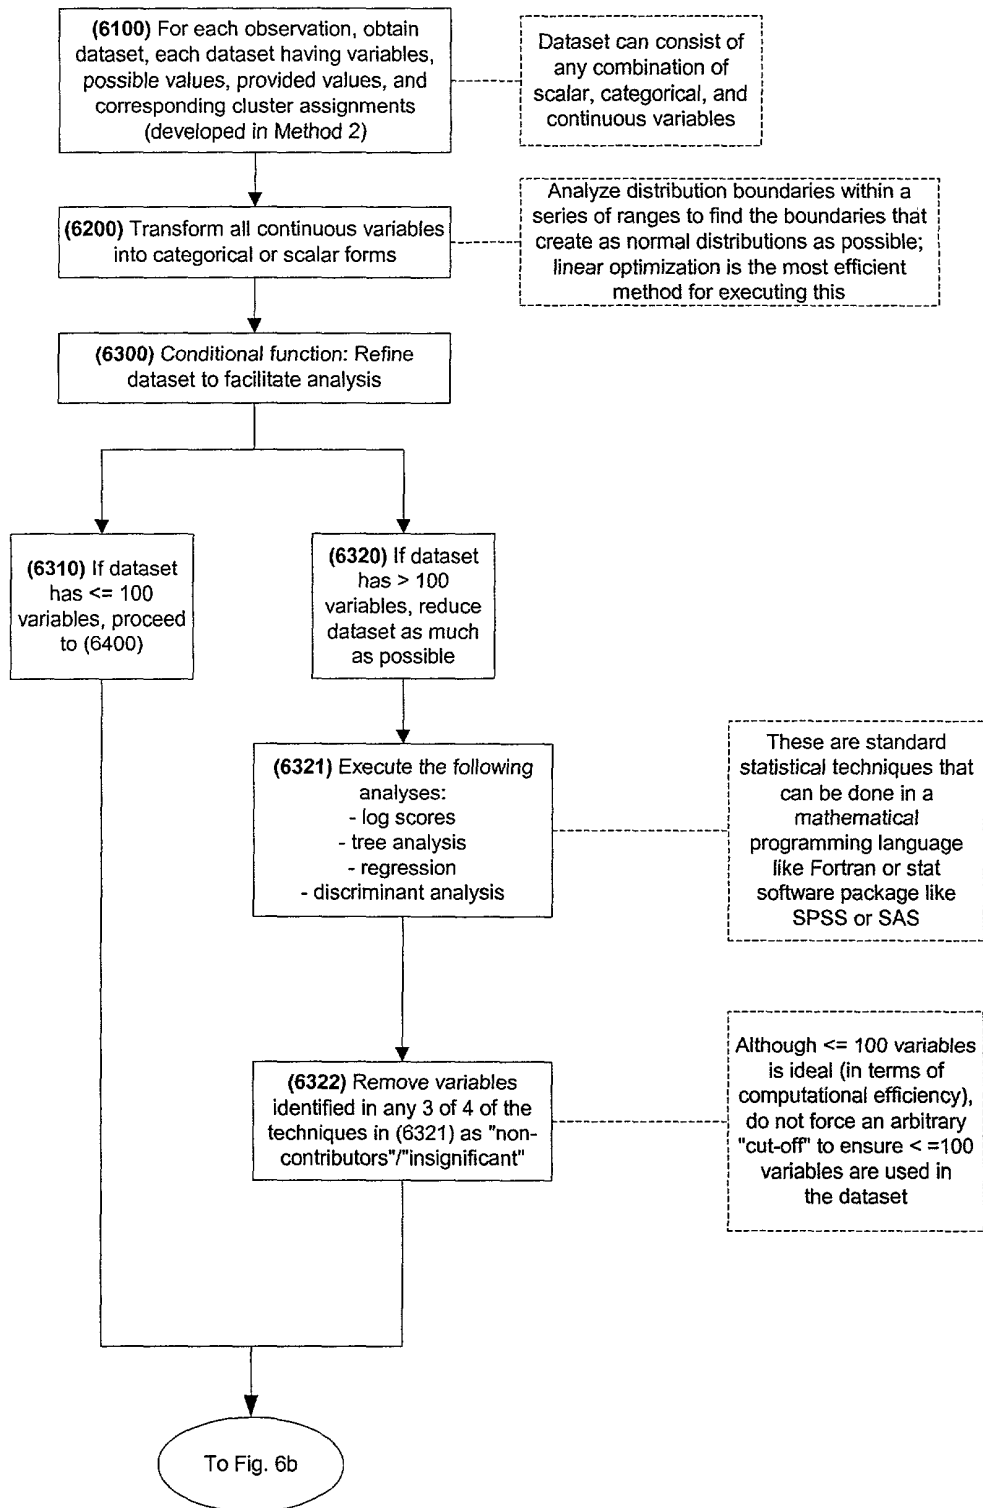 (6100) For each observation, obtain
dataset, each dataset having variables,
possible values, provided values, and
corresponding cluster assignments
(developed in Method 2)
Dataset can consist of
any combination of
scalar, categorical, and
continuous variables
(6200) Transform all continuous variables
into categorical or scalar forms
Analyze distribution boundaries within a
series of ranges to find the boundaries that
create as normal distributions as possible;
linear optimization is the most efficient
method for executing this
(6300) Conditional function: Refine
dataset to facilitate analysis
(6310) If dataset
has <= 100
variables, proceed
to (6400)
(6320) If dataset
has > 100
variables, reduce
dataset as much
as possible
(6321) Execute the following
analyses:
- log scores
- tree analysis
- regression
- discriminant analysis
These are standard
statistical techniques that
can be done in a
mathematical
programming language
like Fortran or stat
software package like
SPSS or SAS
(6322) Remove variables
identified in any 3 of 4 of the
techniques in (6321) as "non-
contributors"/"insignificant"
Although <= 100 variables
is ideal (in terms of
computational efficiency),
do not force an arbitrary
"cut-off" to ensure < =100
variables are used in
the dataset
To Fig. 6b